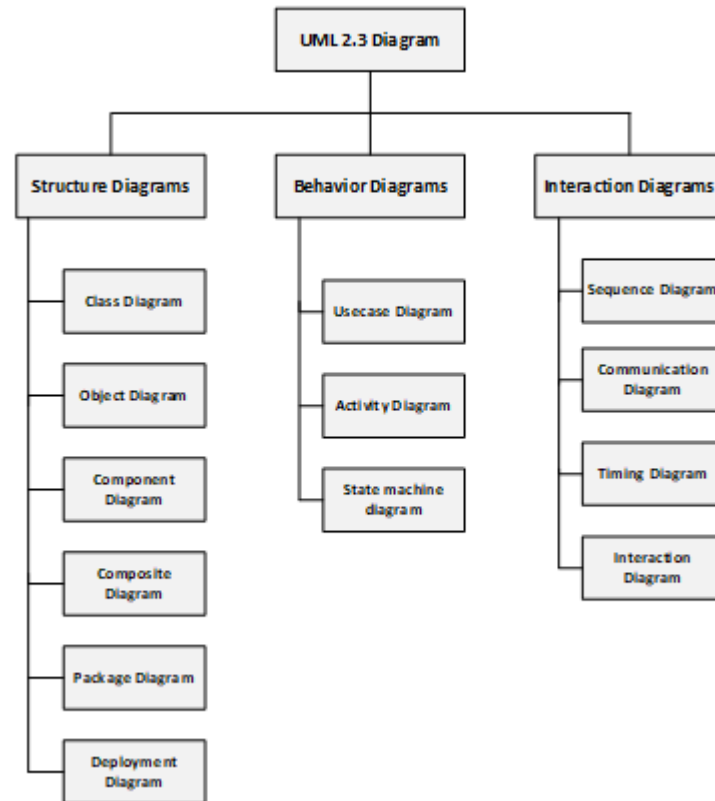 UML 2.3 Diagram
Structure Diagrams
Behavior Diagrams
Interaction Diagrams
Class Diagram
Object Diagram
Component
Diagram
Composite
Diagram
Package Diagram
Deployment
Diagram
Usecase Diagram
Activity Diagram
State machine
diagram
Sequence Diagram
Communication
Diagram
Timing Diagram
Interaction
Diagram